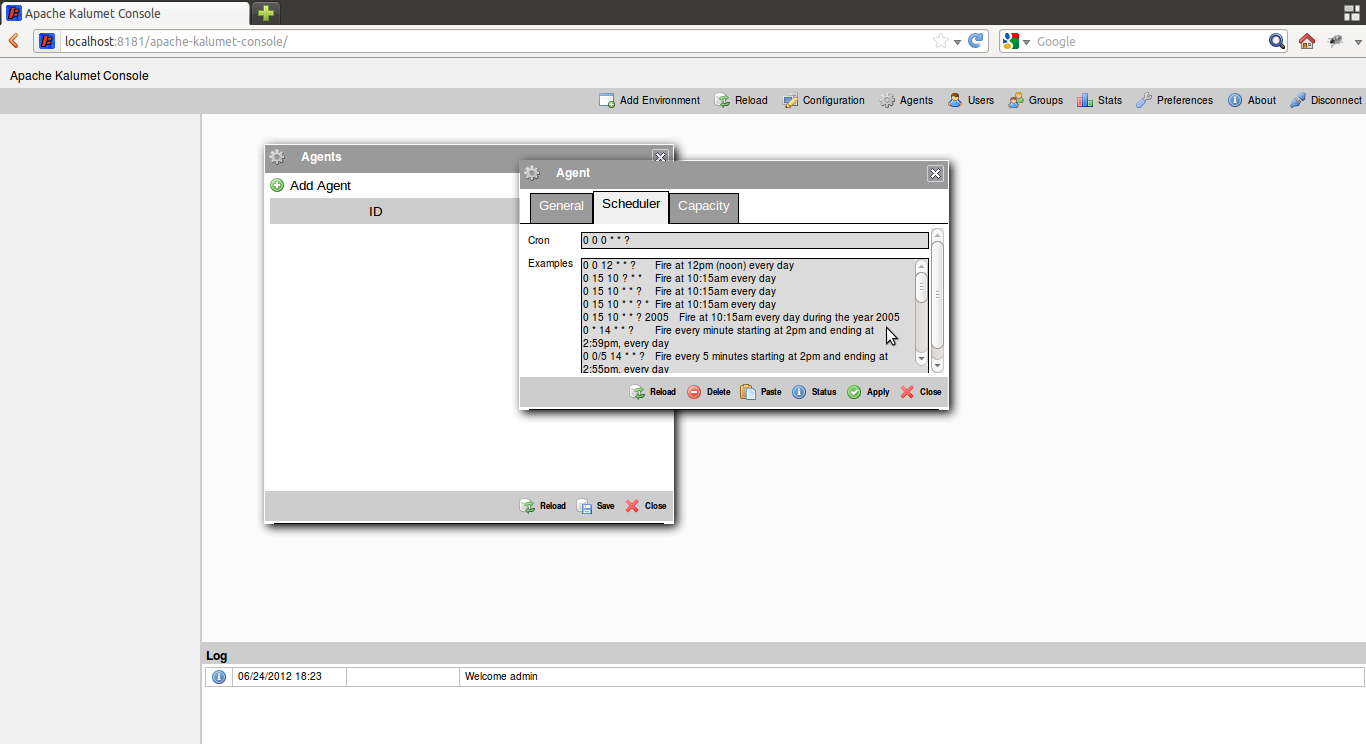 Apache Kalumet Console
localhost:8181/apache-kalumet-console/
Google
Apache Kalumet Console
Add Environment Reload Configuration Agents Users Groups Stats Preferences About Disconnect
Agents
Add Agent
ID
Agent
General Scheduler Capacity
Cron 0 0 0 * * ?
Examples
0 0 12 * * ? Fire at 12pm (noon) every day
0 15 10 ? * * Fire at 10:15am every day
0 15 10 * * ? Fire at 10:15am every day
0 15 10 * * ? * Fire at 10:15am every day
0 15 10 * * ? 2005 Fire at 10:15am every day during the year 2005
0 * 14 * * ? Fire every minute starting at 2pm and ending at
2:59pm, every day
0 0/5 14 * * ? Fire every 5 minutes starting at 2pm and ending at
2:55pm, every day
Reload Delete Paste Status Apply Close
Reload Save Close
Log
06/24/2012 18:23 Welcome admin